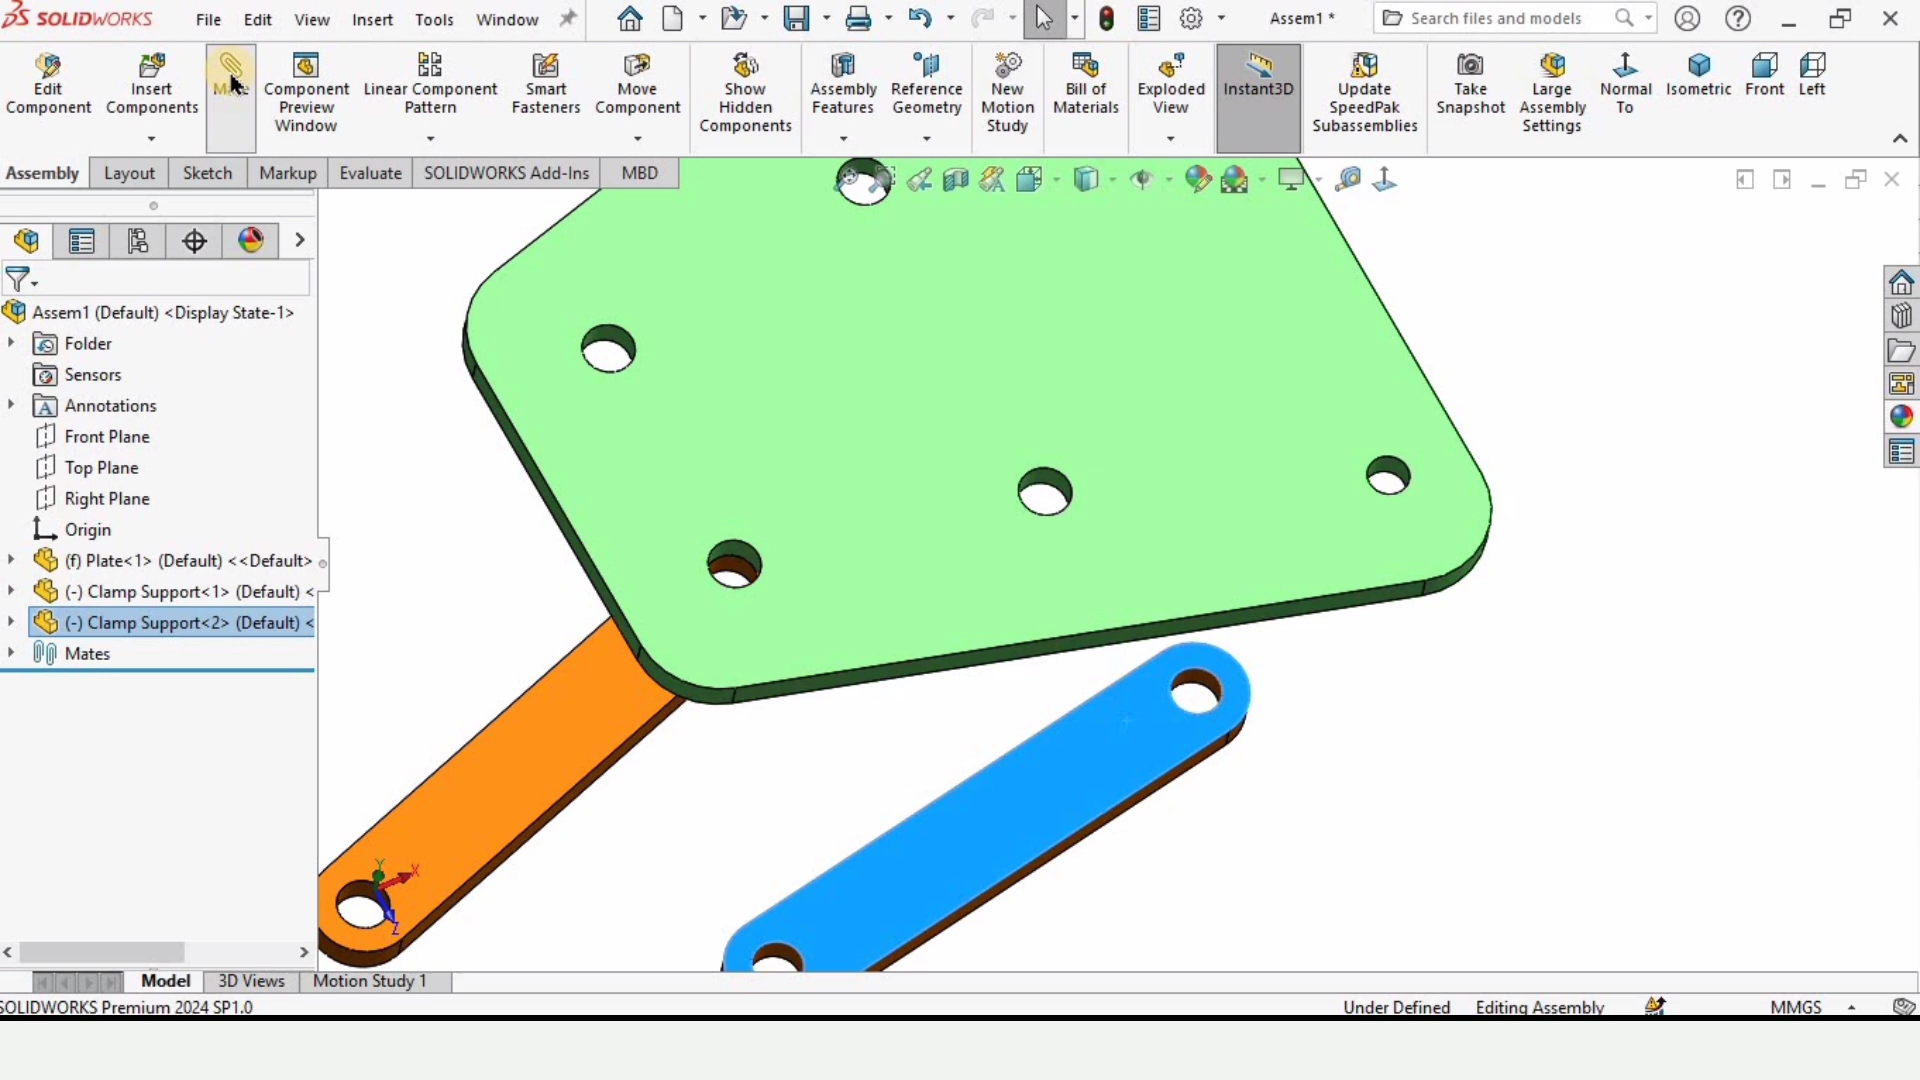 SOLIDWORKS File Edit View Insert Tools Window Assem1 * Search files and models
Edit Component
Insert Components
Component Preview Window
Linear Component Pattern
Smart Fasteners
Move Component
Show Hidden Components
Assembly Features
Reference Geometry
New Motion Study
Bill of Materials
Exploded View
Instant3D
Update SpeedPak Subassemblies
Take Snapshot
Large Assembly Settings
Normal To
Isometric
Front
Left
Assembly Layout Sketch Markup Evaluate SOLIDWORKS Add-Ins MBD
Assem1 (Default) <Display State-1>
Folder
Sensors
A Annotations
Front Plane
Top Plane
Right Plane
Origin
(f) Plate<1> (Default) <<Default>
(-) Clamp Support<1> (Default) <
(-) Clamp Support<2> (Default) <
Mates
Y
X
Z
Model 3D Views Motion Study 1
SOLIDWORKS Premium 2024 SP1.0 Under Defined Editing Assembly MMGS